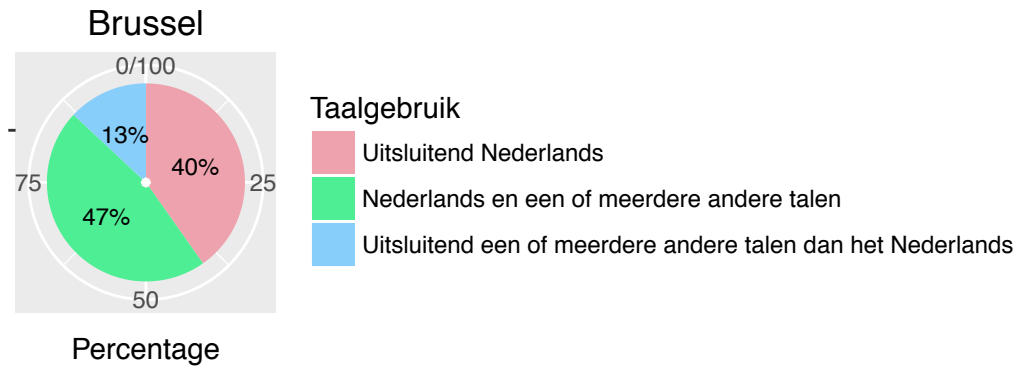 Brussel
0/100
13%
40%
75
25
47%
50
Percentage
Taalgebruik
Uitsluitend Nederlands
Nederlands en een of meerdere andere talen
Uitsluitend een of meerdere andere talen dan het Nederlands